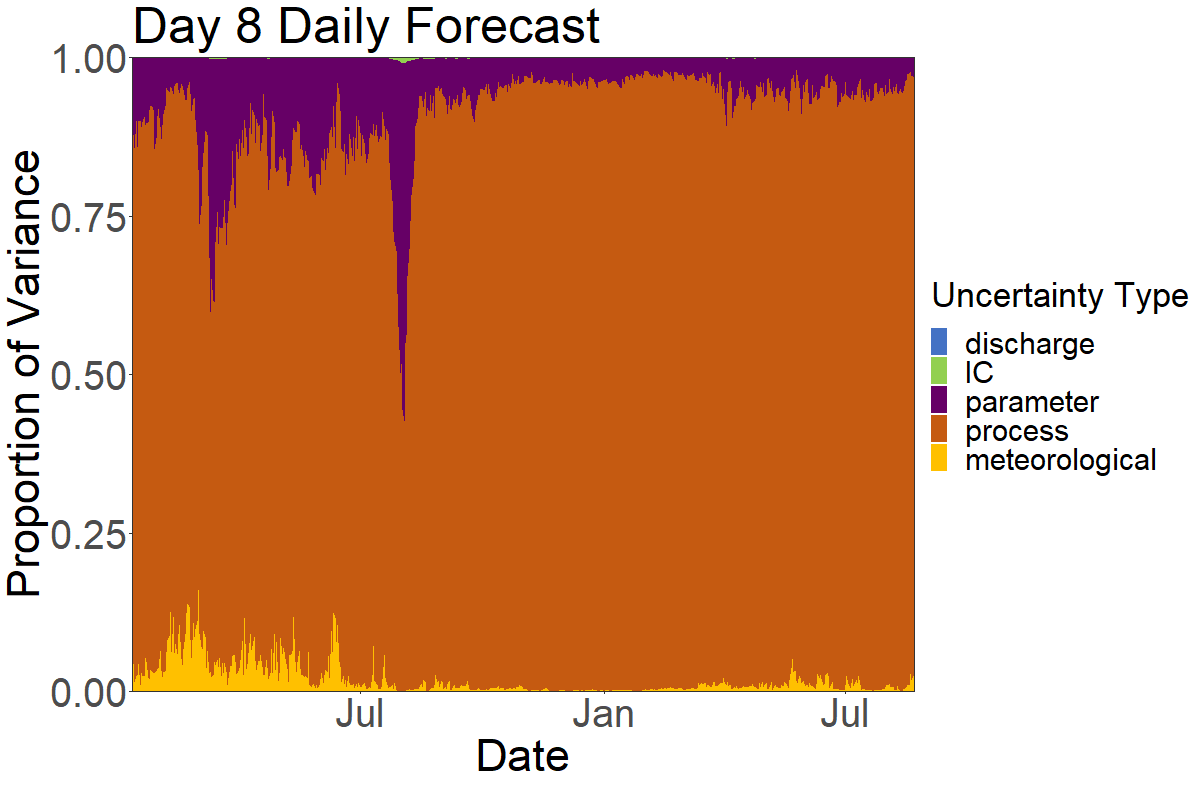 Day 8 Daily Forecast
Proportion of Variance
1.00
0.75
0.50
0.25
0.00
Jul
Jan
Jul
Date
Uncertainty Type
discharge
IC
parameter
process
meteorological